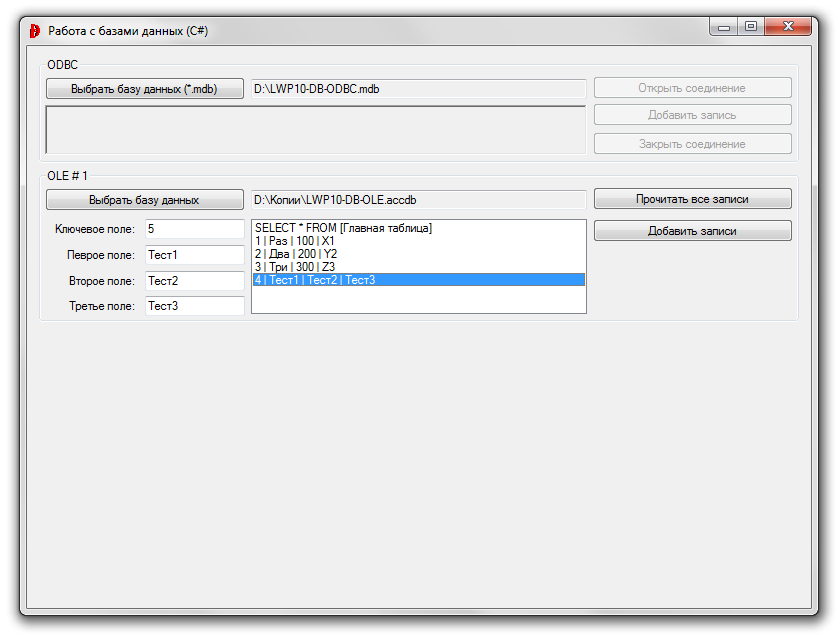 Работа с базами данных (C#)
ODBC
Выбрать базу данных (*.mdb)
D:\LWP10-DB-ODBC.mdb
Открыть соединение
Добавить запись
Закрыть соединение
OLE # 1
Выбрать базу данных
D:\Копии\LWP10-DB-OLE.accdb
Прочитать все записи
Ключевое поле:
5
SELECT * FROM [Главная таблица]
Добавить записи
1 | Раз | 100 | X1
Певрое поле:
Тест1
2 | Два | 200 | Y2
3 | Три | 300 | Z3
Второе поле:
Тест2
4 | Тест1 | Тест2 | Тест3
Третье поле:
Тест3